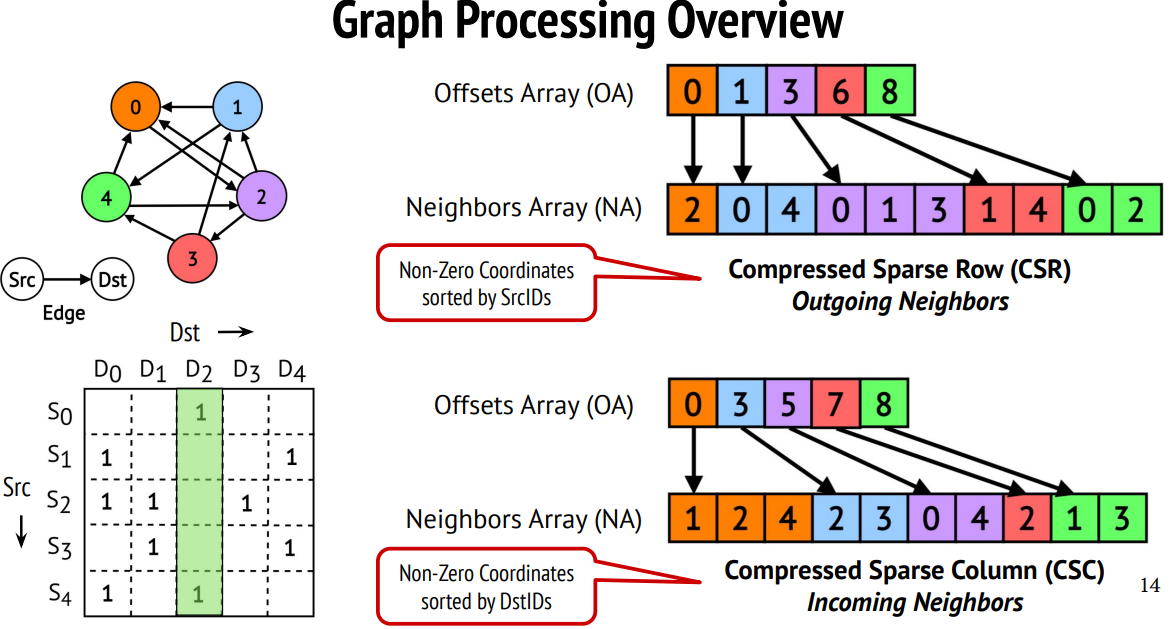 Graph Processing Overview
0
1
2
3
4
Src
Dst
Edge
Offsets Array (OA)
0 1 3 6 8
Neighbors Array (NA)
2 0 4 0 1 3 1 4 0 2
Non-Zero Coordinates
sorted by SrcIDs
Compressed Sparse Row (CSR)
Outgoing Neighbors
Dst
D0 D1 D2 D3 D4
Src
S0 1
S1 1 1
S2 1 1 1
S3 1 1
S4 1 1
Offsets Array (OA)
0 3 5 7 8
Neighbors Array (NA)
1 2 4 2 3 0 4 2 1 3
Non-Zero Coordinates
sorted by DstIDs
Compressed Sparse Column (CSC)
Incoming Neighbors
14